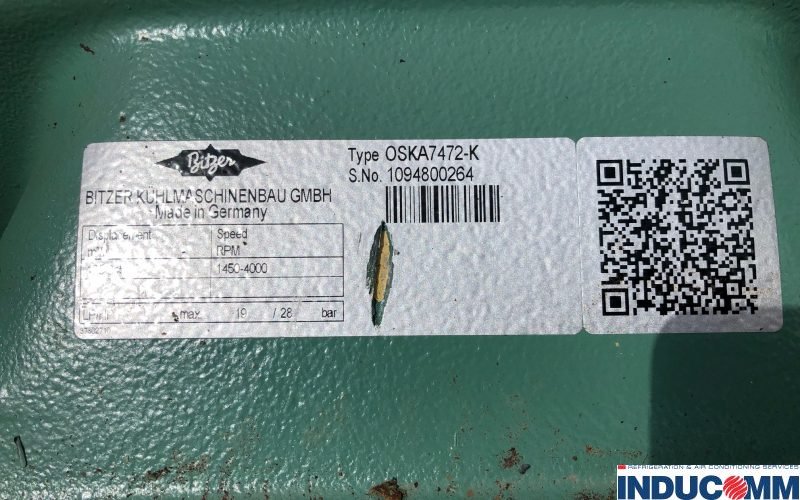 Bitzer
BITZER KÜHLMASCHINENBAU GMBH
Made in Germany
Type OSKA7472-K
S.No. 1094800264
Displacement Speed
RPM
1450-4000
max. 19 / 28 bar
REFRIGERATION & AIR CONDITIONING SERVICES
INDUCOMM